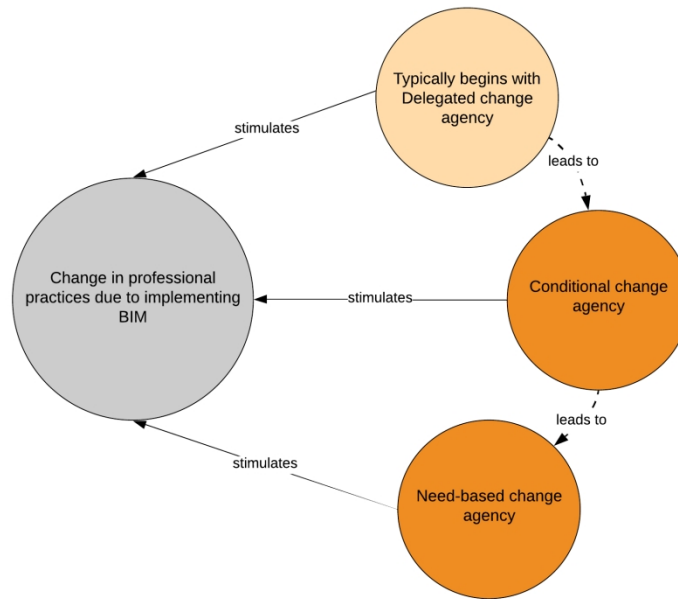 Typically begins with
Delegated change
agency
stimulates
leads to
Change in professional
practices due to implementing
BIM
stimulates
Conditional change
agency
leads to
stimulates
Need-based change
agency